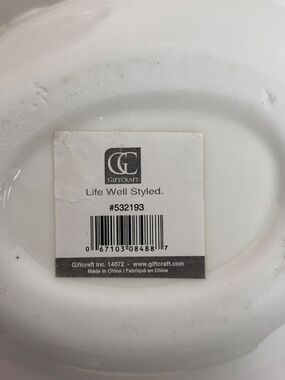 GC
GIFTCRAFT
Life Well Styled.
#532193
0 67103 08488 7
Giftcraft Inc. 14072 - www.giftcraft.com
Made in China / Fabriqué en Chine